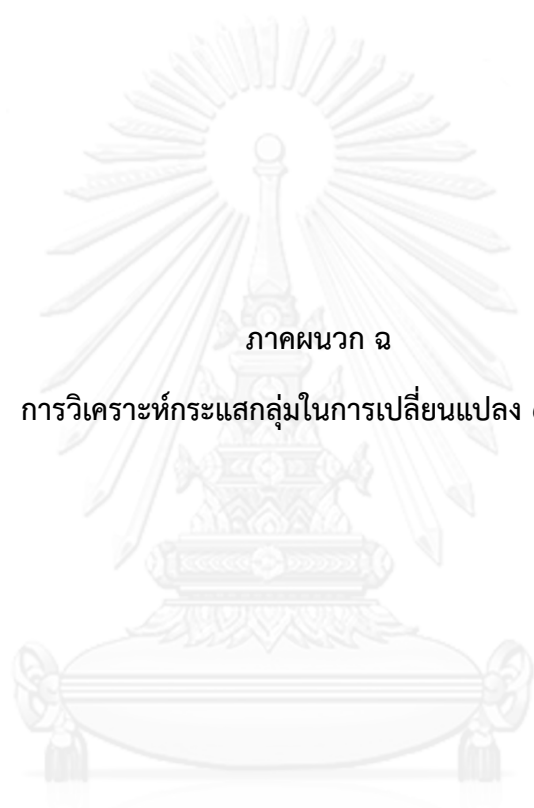 ภาคผนวก ฉ
การวิเคราะห์กระแสกลุ่มในการเปลี่ยนแปลง